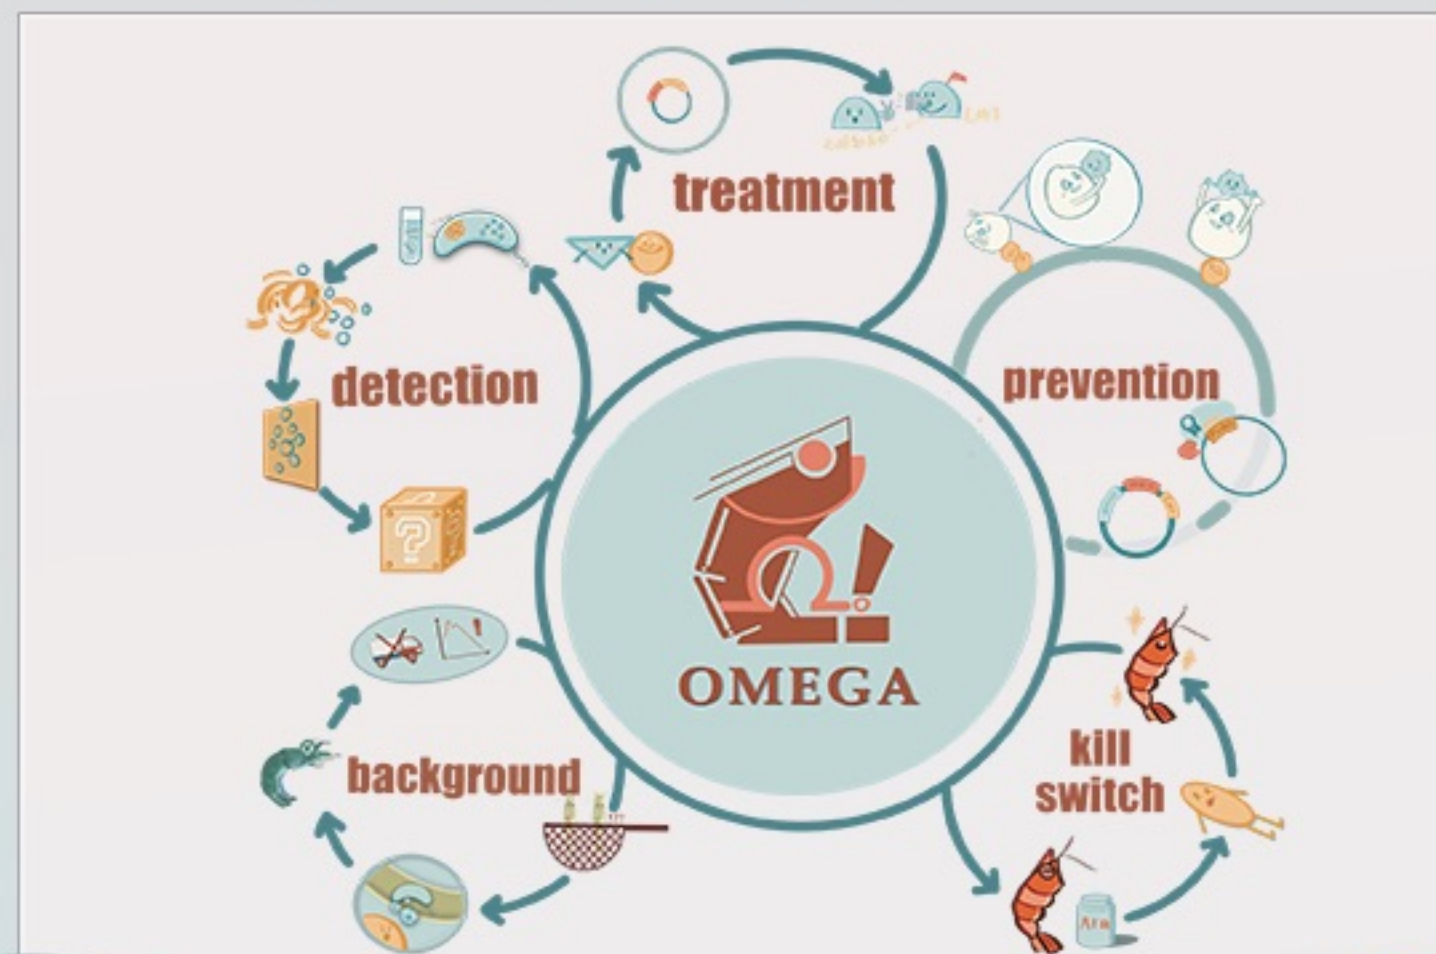 treatment
detection
prevention
?
Ω!
OMEGA
background
kill
switch